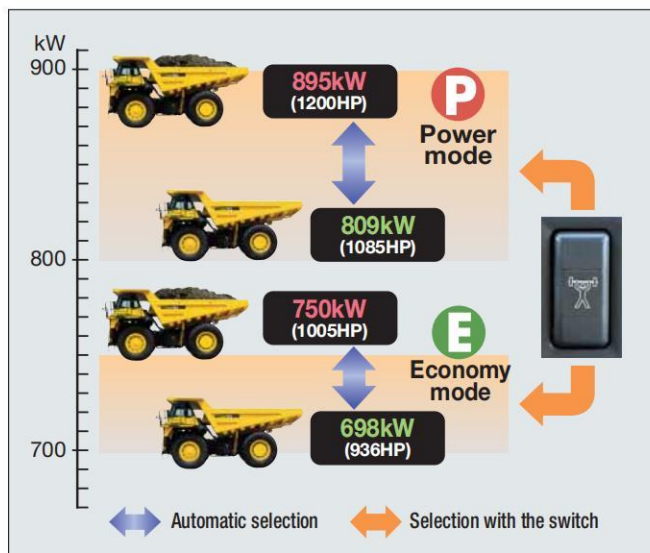 kW
900
895kW
(1200HP)
P
Power
mode
809kW
(1085HP)
800
750kW
(1005HP)
E
Economy
mode
698kW
(936HP)
700
Automatic selection
Selection with the switch